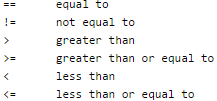 == equal to
!= not equal to
> greater than
>= greater than or equal to
< less than
<= less than or equal to